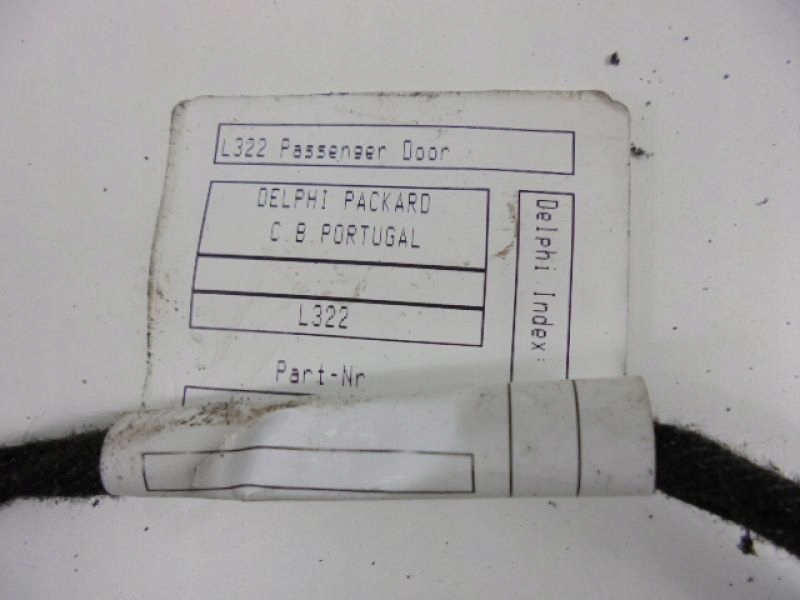 L322 Passenger Door
DELPHI PACKARD
C B PORTUGAL
L322
Part-Nr
Delphi Index: